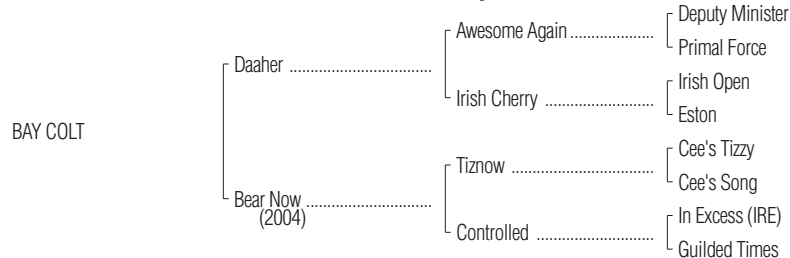 Deputy Minister
Awesome Again ....................
Primal Force
Daaher ................................
Irish Open
Irish Cherry .........................
Eston
BAY COLT
Cee's Tizzy
Tiznow ................................
Cee's Song
Bear Now ............................
(2004)
In Excess (IRE)
Controlled ...........................
Guilded Times